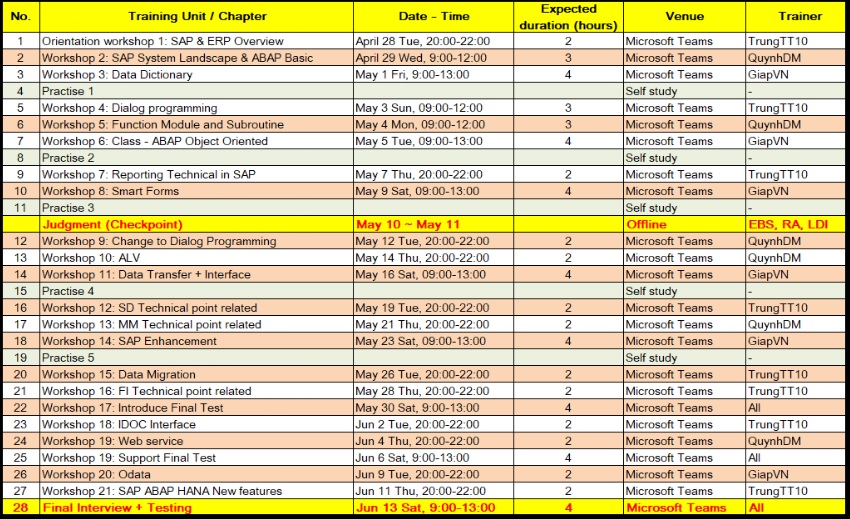 No. Training Unit / Chapter Date - Time Expected duration (hours) Venue Trainer
1 Orientation workshop 1: SAP & ERP Overview April 28 Tue, 20:00-22:00 2 Microsoft Teams TrungTT10
2 Workshop 2: SAP System Landscape & ABAP Basic April 29 Wed, 9:00-12:00 3 Microsoft Teams QuynhDM
3 Workshop 3: Data Dictionary May 1 Fri, 9:00-13:00 4 Microsoft Teams GiapVN
4 Practise 1 Self study -
5 Workshop 4: Dialog programming May 3 Sun, 09:00-12:00 3 Microsoft Teams TrungTT10
6 Workshop 5: Function Module and Subroutine May 4 Mon, 09:00-12:00 3 Microsoft Teams QuynhDM
7 Workshop 6: Class - ABAP Object Oriented May 5 Tue, 09:00-13:00 4 Microsoft Teams GiapVN
8 Practise 2 Self study -
9 Workshop 7: Reporting Technical in SAP May 7 Thu, 20:00-22:00 2 Microsoft Teams TrungTT10
10 Workshop 8: Smart Forms May 9 Sat, 09:00-13:00 4 Microsoft Teams GiapVN
11 Practise 3 Self study -
Judgment (Checkpoint) May 10 ~ May 11 Offline EBS, RA, LDI
12 Workshop 9: Change to Dialog Programming May 12 Tue, 20:00-22:00 2 Microsoft Teams QuynhDM
13 Workshop 10: ALV May 14 Thu, 20:00-22:00 2 Microsoft Teams QuynhDM
14 Workshop 11: Data Transfer + Interface May 16 Sat, 09:00-13:00 4 Microsoft Teams GiapVN
15 Practise 4 Self study -
16 Workshop 12: SD Technical point related May 19 Tue, 20:00-22:00 2 Microsoft Teams TrungTT10
17 Workshop 13: MM Technical point related May 21 Thu, 20:00-22:00 2 Microsoft Teams QuynhDM
18 Workshop 14: SAP Enhancement May 23 Sat, 09:00-13:00 4 Microsoft Teams GiapVN
19 Practise 5 Self study -
20 Workshop 15: Data Migration May 26 Tue, 20:00-22:00 2 Microsoft Teams TrungTT10
21 Workshop 16: FI Technical point related May 28 Thu, 20:00-22:00 2 Microsoft Teams TrungTT10
22 Workshop 17: Introduce Final Test May 30 Sat, 9:00-13:00 4 Microsoft Teams All
23 Workshop 18: IDOC Interface Jun 2 Tue, 20:00-22:00 2 Microsoft Teams TrungTT10
24 Workshop 19: Web service Jun 4 Thu, 20:00-22:00 2 Microsoft Teams QuynhDM
25 Workshop 19: Support Final Test Jun 6 Sat, 9:00-13:00 4 Microsoft Teams All
26 Workshop 20: Odata Jun 9 Tue, 20:00-22:00 2 Microsoft Teams GiapVN
27 Workshop 21: SAP ABAP HANA New features Jun 11 Thu, 20:00-22:00 2 Microsoft Teams TrungTT10
28 Final Interview + Testing Jun 13 Sat, 9:00-13:00 4 Microsoft Teams All